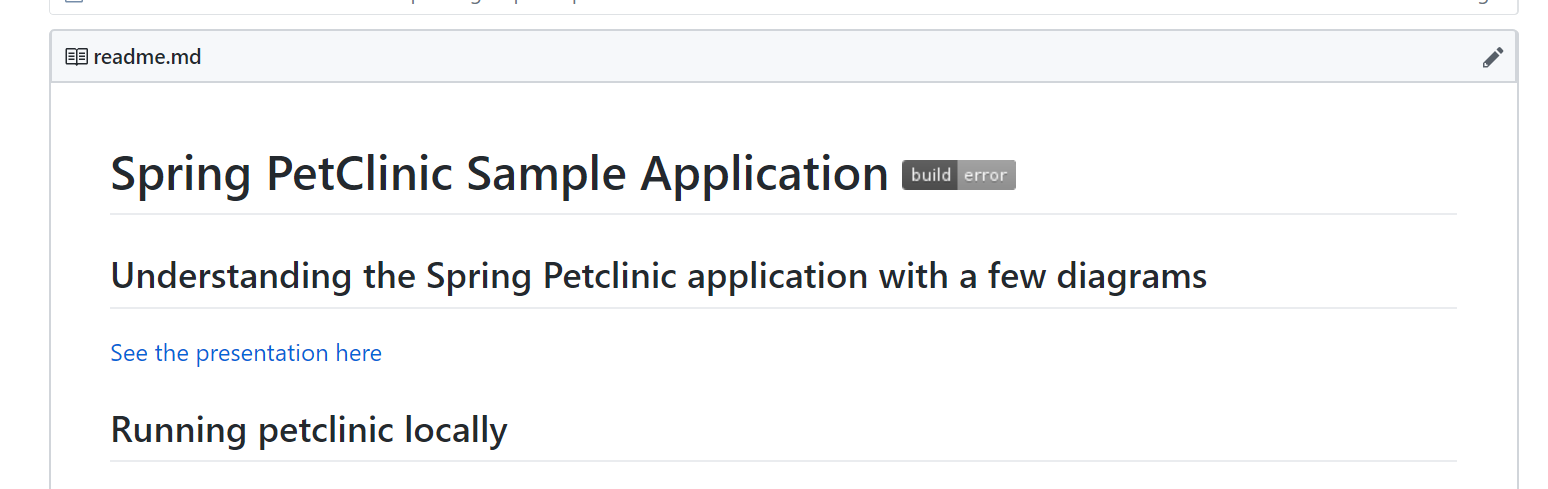 readme.md
Spring PetClinic Sample Application build error
Understanding the Spring Petclinic application with a few diagrams
See the presentation here
Running petclinic locally